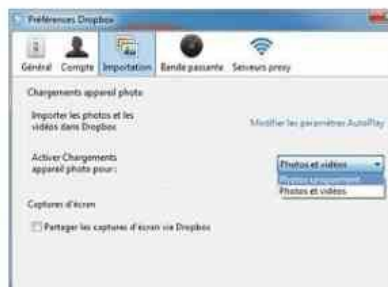 Préférences Dropbox
Général Compte Importation Bande passante Serveurs proxy
Chargements appareil photo
Importer les photos et les
vidéos dans Dropbox
Modifier les paramètres AutoPlay
Activer Chargements
appareil photo pour :
Photos et vidéos
Photos uniquement
Photos et vidéos
Captures d'écran
Partager les captures d'écran via Dropbox